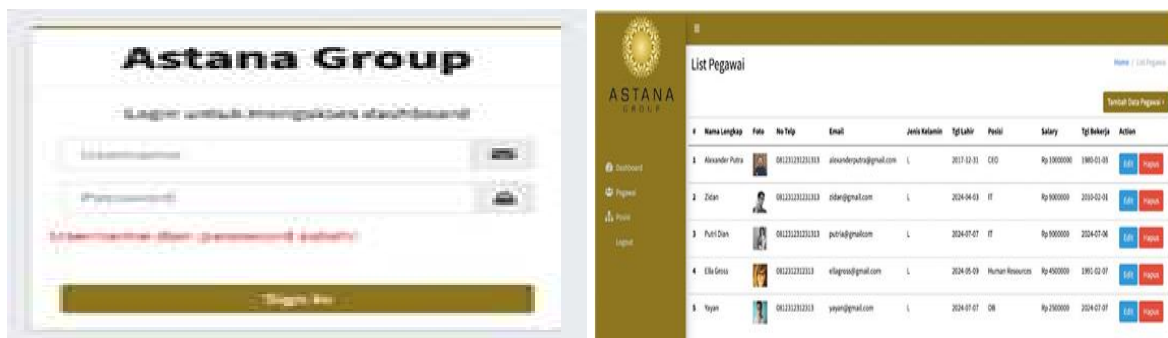 Astana Group
Login untuk mengakses dashboard
Username
Password
Username dan password salah!
Sign In
ASTANA
GROUP
Dashboard
Pegawai
Posisi
Logout
List Pegawai
Home / List Pegawai
Tambah Data Pegawai
# Nama Lengkap Foto No Telp Email Jenis Kelamin Tgl Lahir Posisi Salary Tgl Bekerja Action
1 Alexander Putra 081231231231313 alexanderputra@gmail.com L 2017-12-31 CEO Rp 10000000 1980-01-03 Edit Hapus
2 Zidan zidan@gmail.com L 2024-04-03 IT Rp 9000000 2010-02-01 Edit Hapus
3 Putri Dian putria@gmailcom L 2024-07-07 IT Rp 9000000 2024-07-06 Edit Hapus
4 Ella Gross ellagross@gmail.com L 2024-05-09 Human Resources Rp 4500000 1991-02-07 Edit Hapus
5 Yayan yayan@gmail.com L 2024-07-07 OB Rp 2500000 2024-07-07 Edit Hapus